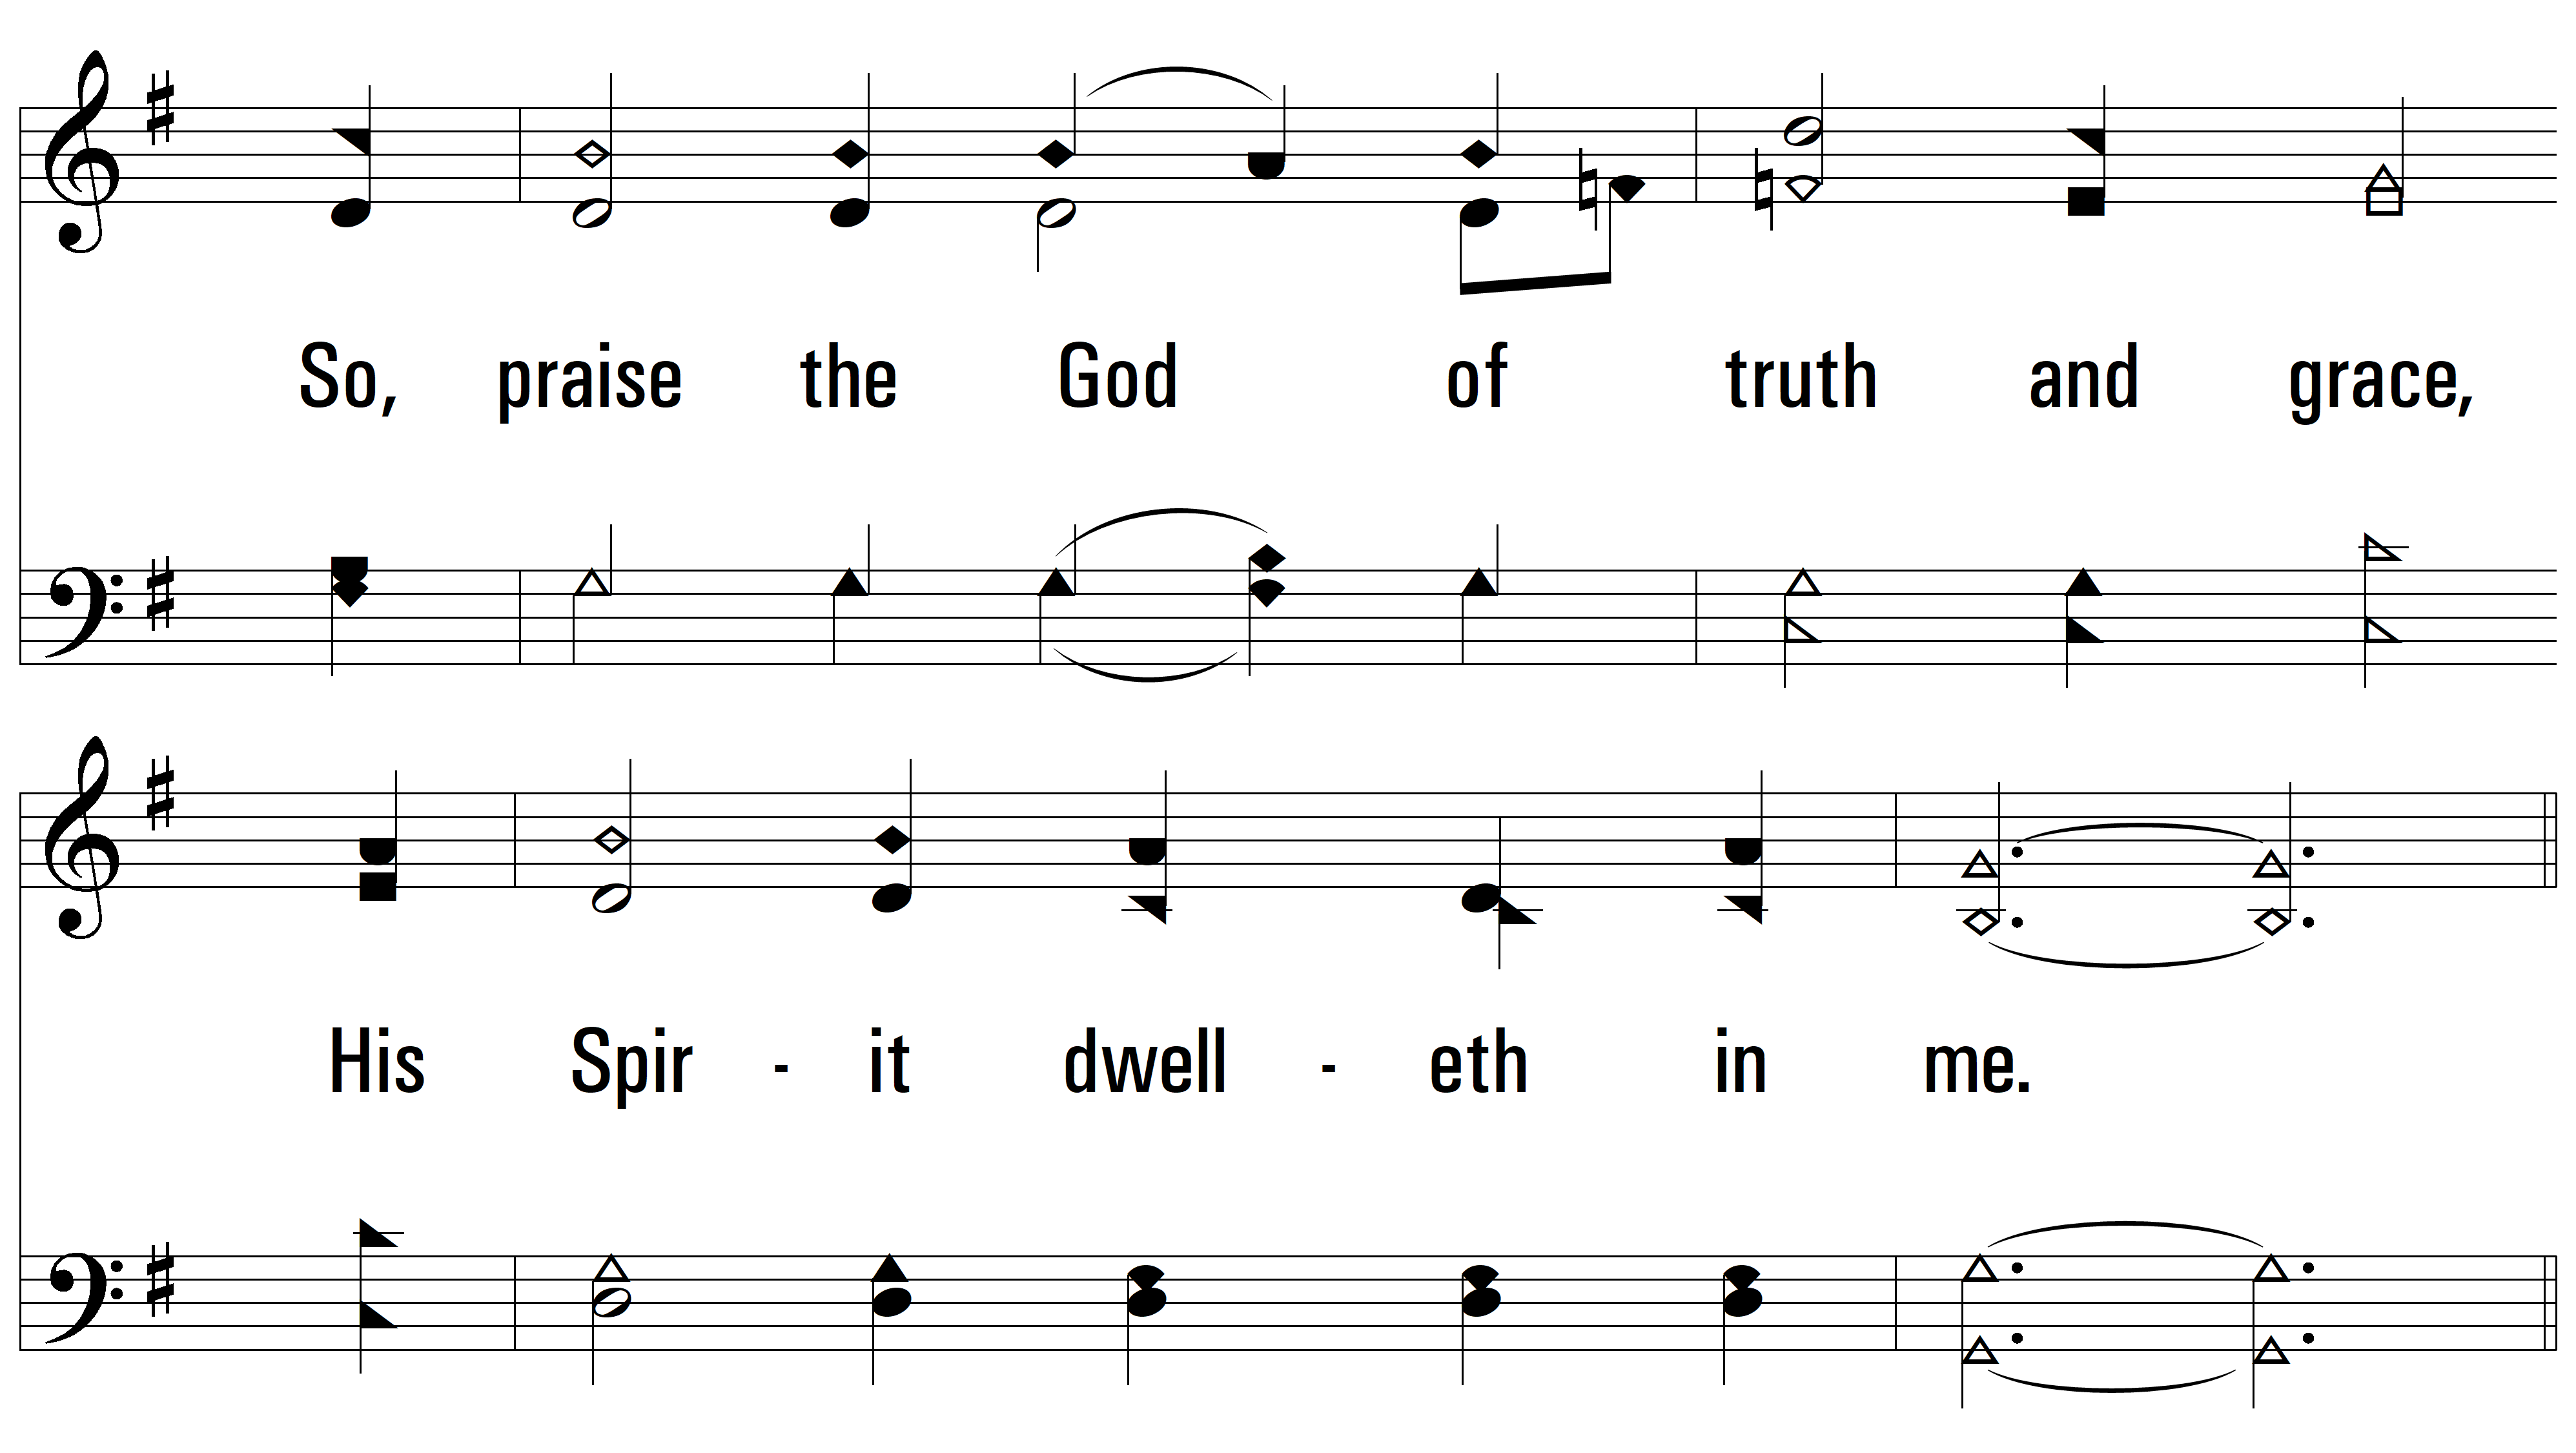 So, praise the God of truth and grace,
His Spir - it dwell - eth in me.